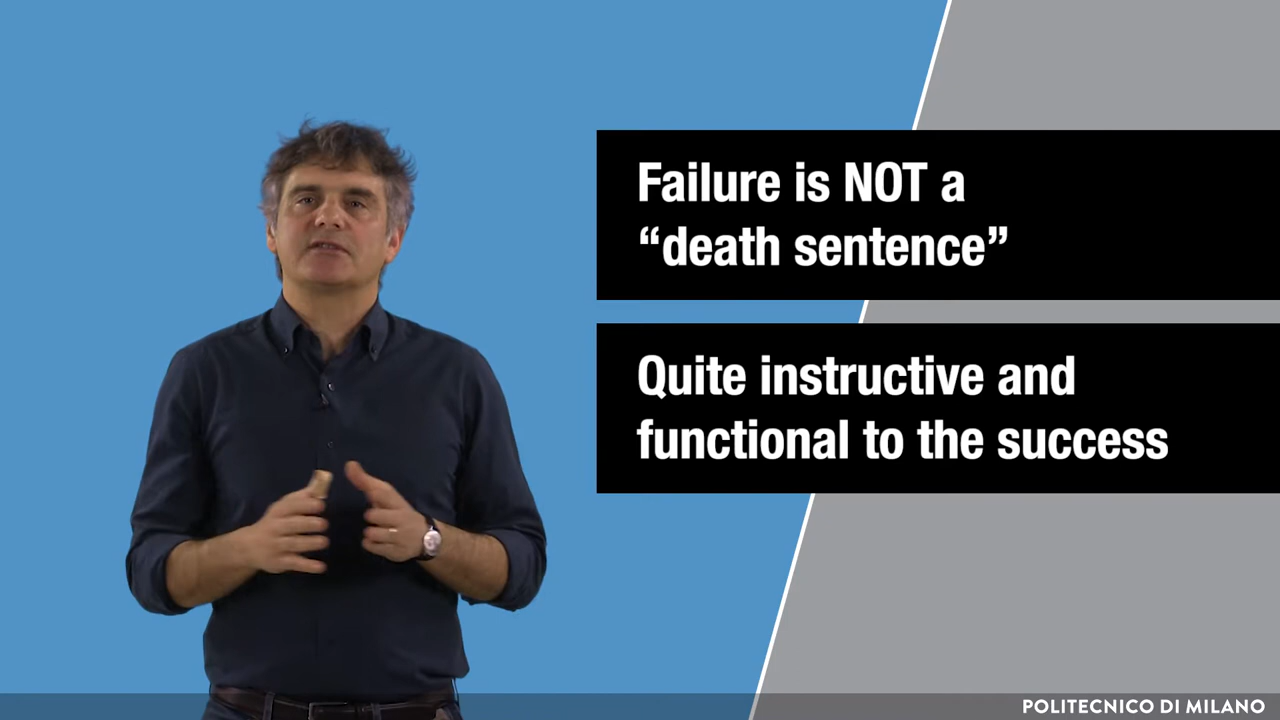 Failure is NOT a
“death sentence”
Quite instructive and
functional to the success
POLITECNICO DI MILANO